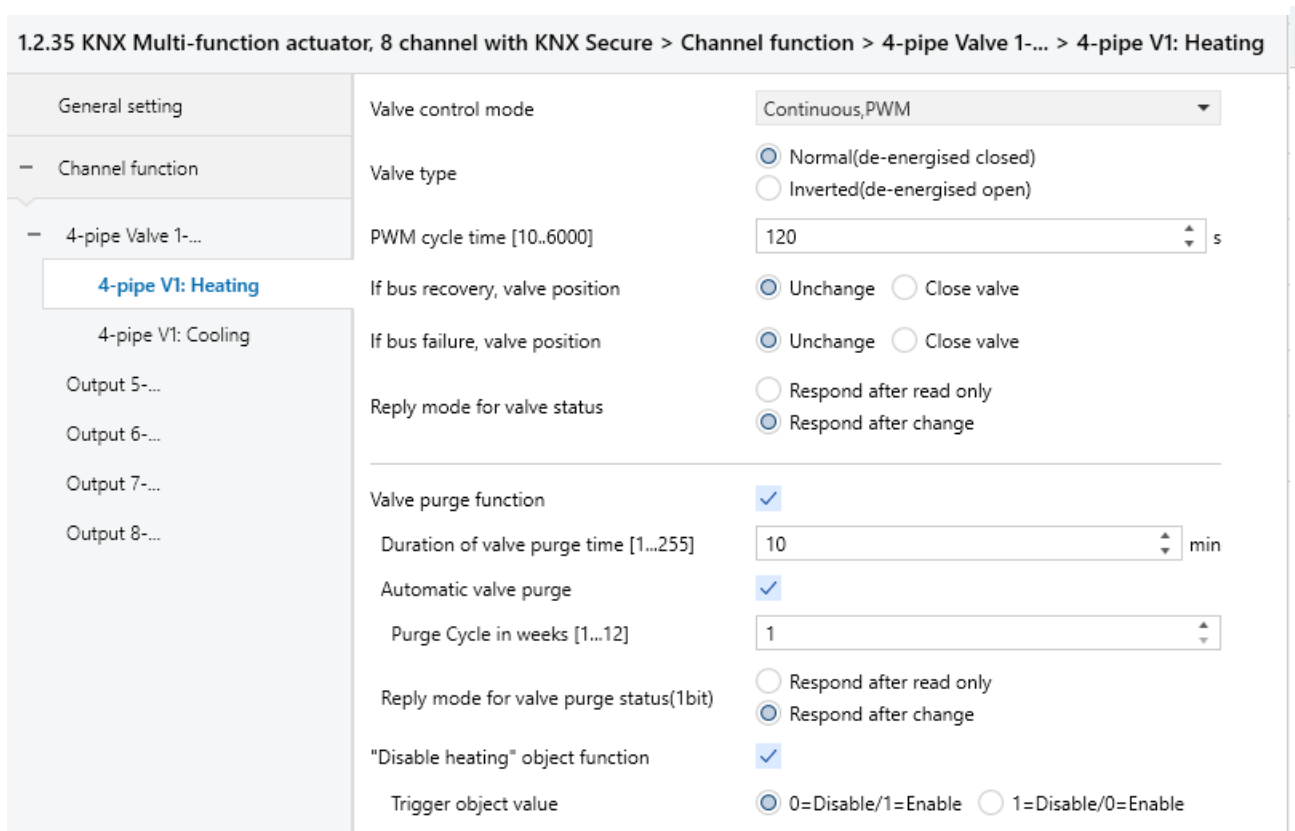 1.2.35 KNX Multi-function actuator, 8 channel with KNX Secure > Channel function > 4-pipe Valve 1-... > 4-pipe V1: Heating
General setting
Channel function
4-pipe Valve 1-...
4-pipe V1: Heating
4-pipe V1: Cooling
Output 5-...
Output 6-...
Output 7-...
Output 8-...
Valve control mode Continuous,PWM
Valve type Normal(de-energised closed)
Inverted(de-energised open)
PWM cycle time [10..6000] 120 s
If bus recovery, valve position Unchange Close valve
If bus failure, valve position Unchange Close valve
Reply mode for valve status Respond after read only
Respond after change
Valve purge function
Duration of valve purge time [1...255] 10 min
Automatic valve purge
Purge Cycle in weeks [1...12] 1
Reply mode for valve purge status(1bit) Respond after read only
Respond after change
"Disable heating" object function
Trigger object value 0=Disable/1=Enable 1=Disable/0=Enable